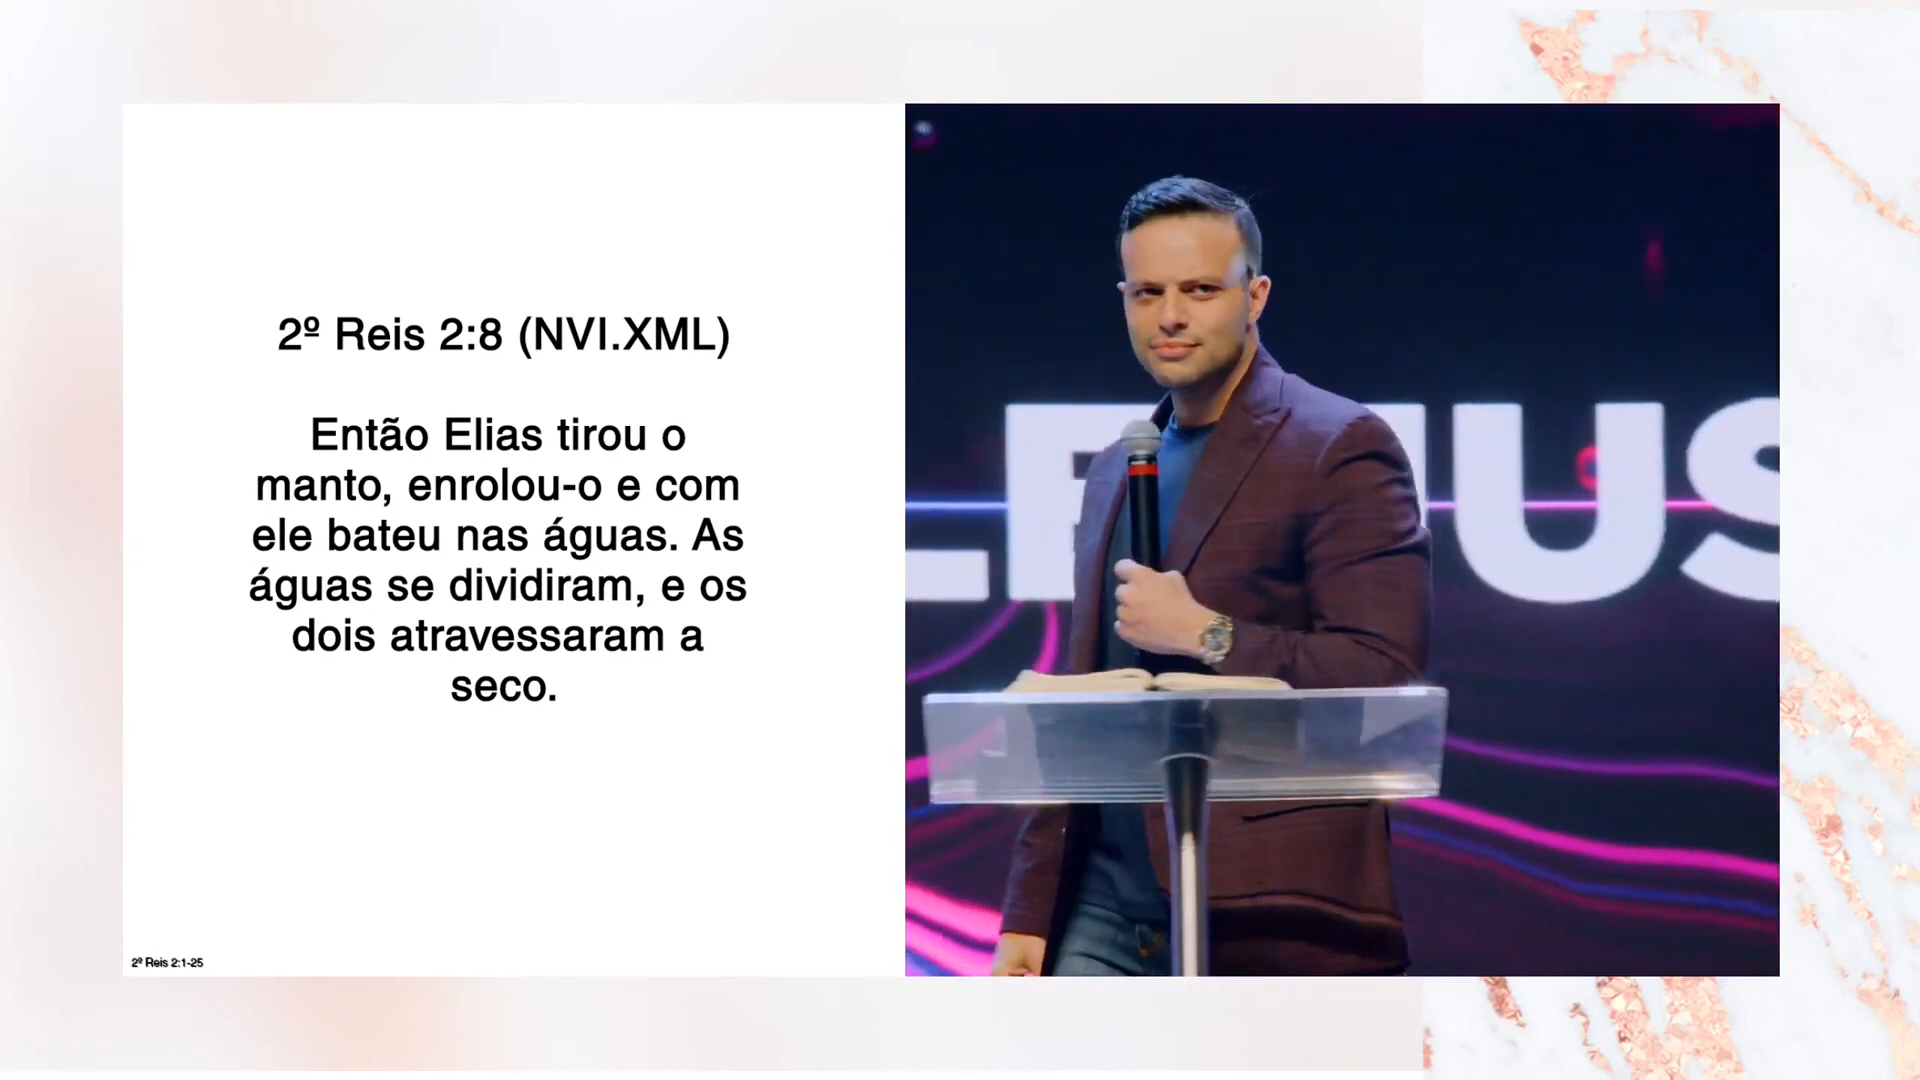 2º Reis 2:8 (NVI.XML)
Então Elias tirou o
manto, enrolou-o e com
ele bateu nas águas. As
águas se dividiram, e os
dois atravessaram a
seco.
2º Reis 2:1-25